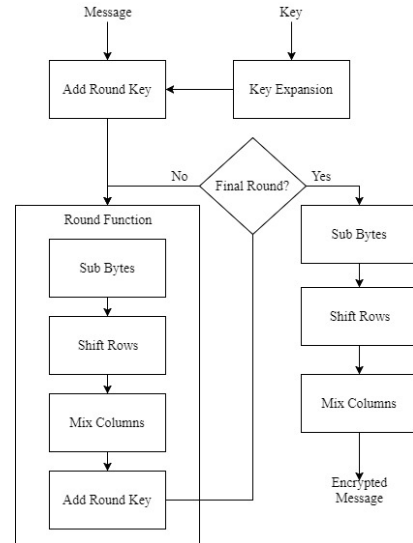 Message
Key
Add Round Key
Key Expansion
Final Round?
No
Yes
Round Function
Sub Bytes
Shift Rows
Mix Columns
Add Round Key
Sub Bytes
Shift Rows
Mix Columns
Encrypted
Message